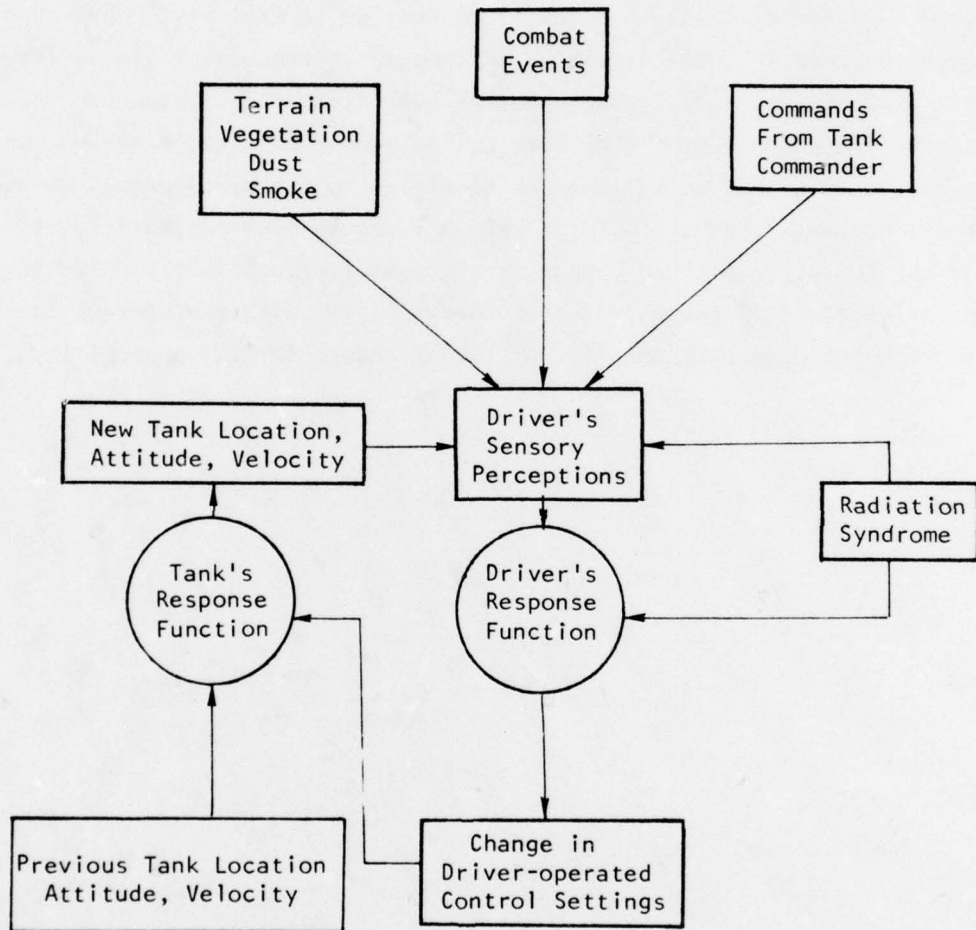 Combat
Events
Terrain
Vegetation
Dust
Smoke
Commands
From Tank
Commander
New Tank Location,
Attitude, Velocity
Driver's
Sensory
Perceptions
Radiation
Syndrome
Tank's
Response
Function
Driver's
Response
Function
Previous Tank Location
Attitude, Velocity
Change in
Driver-operated
Control Settings